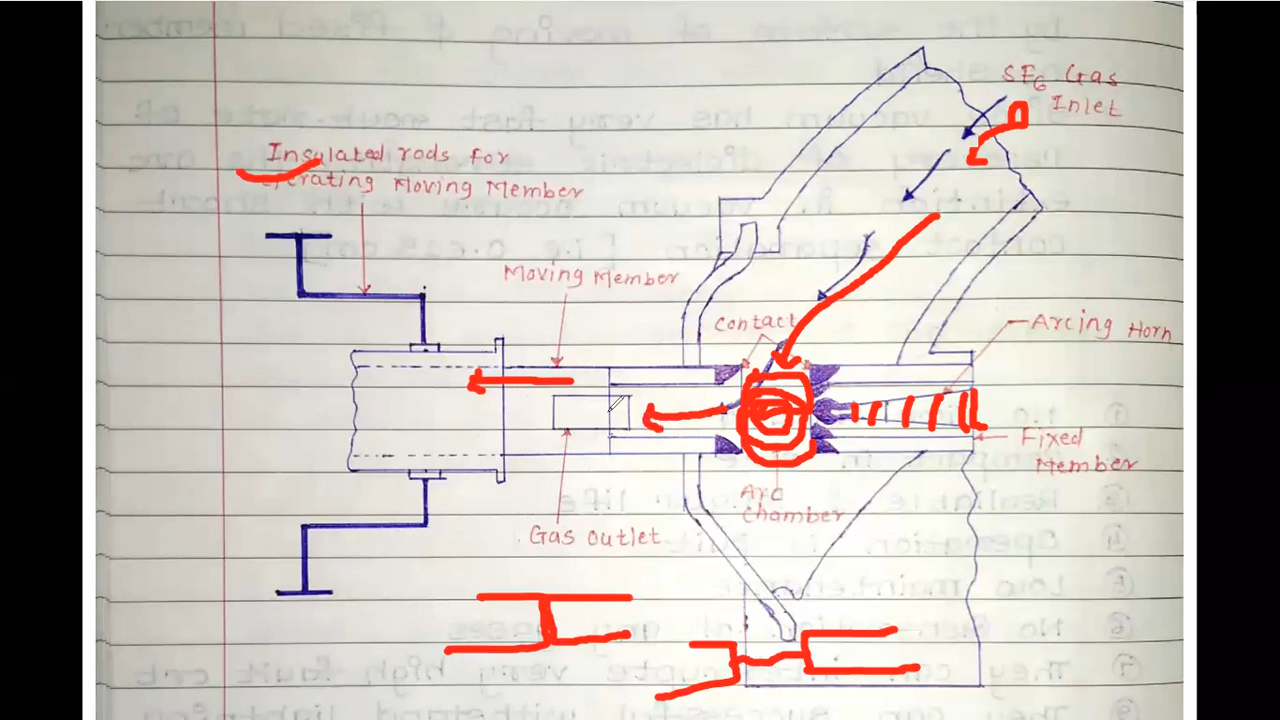 SF6 Gas
Inlet
Insulated rods for
Operating Moving Member
Moving Member
Contact
Arcing Horn
Fixed
Member
Arc
Chamber
Gas outlet